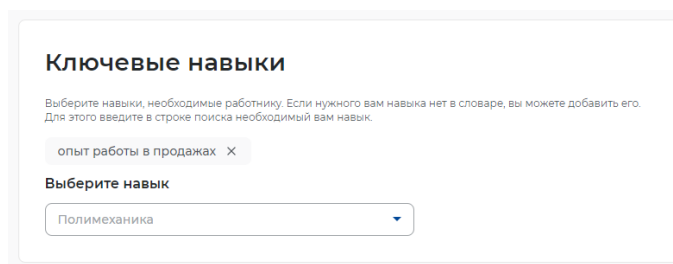 Ключевые навыки
Выберите навыки, необходимые работнику. Если нужного вам навыка нет в словаре, вы можете добавить его.
Для этого введите в строке поиска необходимый вам навык.
опыт работы в продажах ×
Выберите навык
Полимеханика